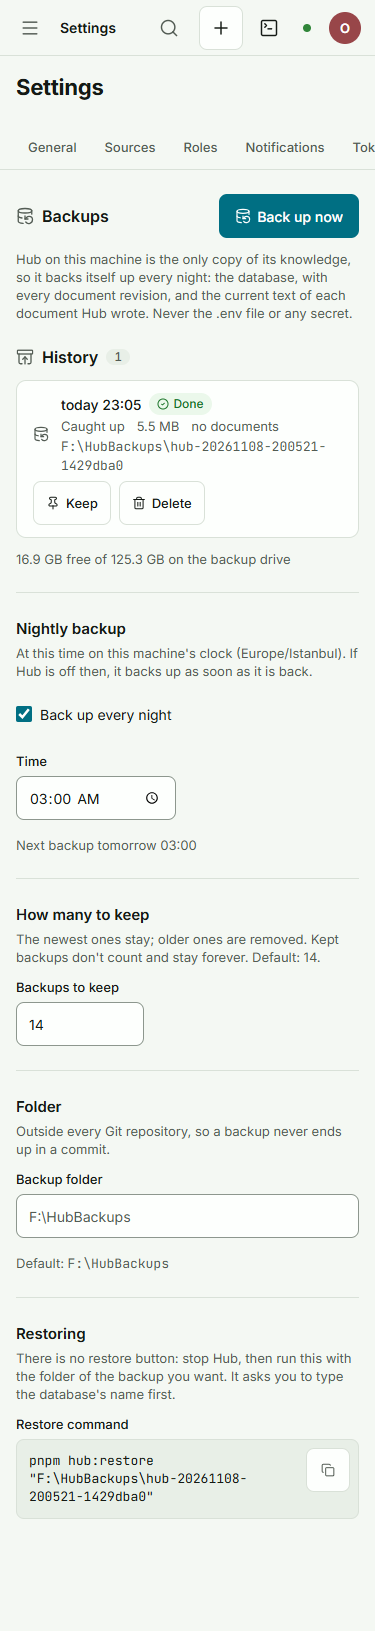 Settings
O
Settings
General Sources Roles Notifications Tok
Backups
Back up now
Hub on this machine is the only copy of its knowledge,
so it backs itself up every night: the database, with
every document revision, and the current text of each
document Hub wrote. Never the .env file or any secret.
History 1
today 23:05 Done
Caught up 5.5 MB no documents
F:\HubBackups\hub-20261108-200521-
1429dba0
Keep Delete
16.9 GB free of 125.3 GB on the backup drive
Nightly backup
At this time on this machine's clock (Europe/Istanbul). If
Hub is off then, it backs up as soon as it is back.
Back up every night
Time
03:00 AM
Next backup tomorrow 03:00
How many to keep
The newest ones stay; older ones are removed. Kept
backups don't count and stay forever. Default: 14.
Backups to keep
14
Folder
Outside every Git repository, so a backup never ends
up in a commit.
Backup folder
F:\HubBackups
Default: F:\HubBackups
Restoring
There is no restore button: stop Hub, then run this with
the folder of the backup you want. It asks you to type
the database's name first.
Restore command
pnpm hub:restore
"F:\HubBackups\hub-20261108-
200521-1429dba0"